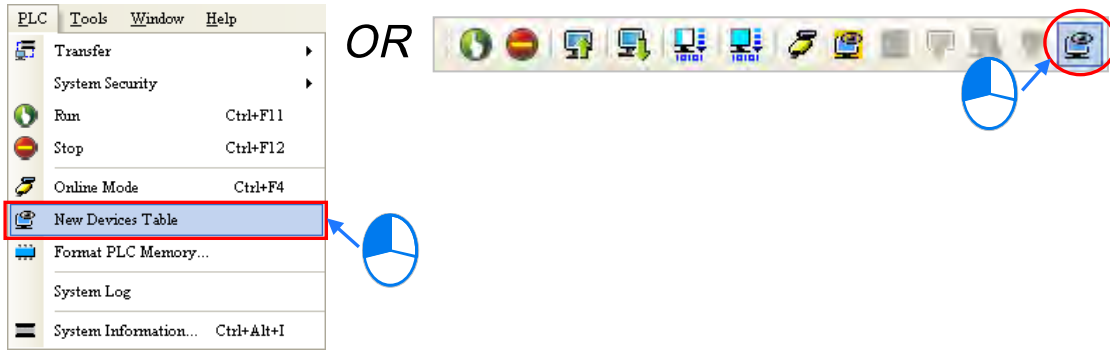 PLC Tools Window Help
Transfer
System Security
Run Ctrl+F11
Stop Ctrl+F12
Online Mode Ctrl+F4
New Devices Table
Format PLC Memory...
System Log
System Information... Ctrl+Alt+I
OR